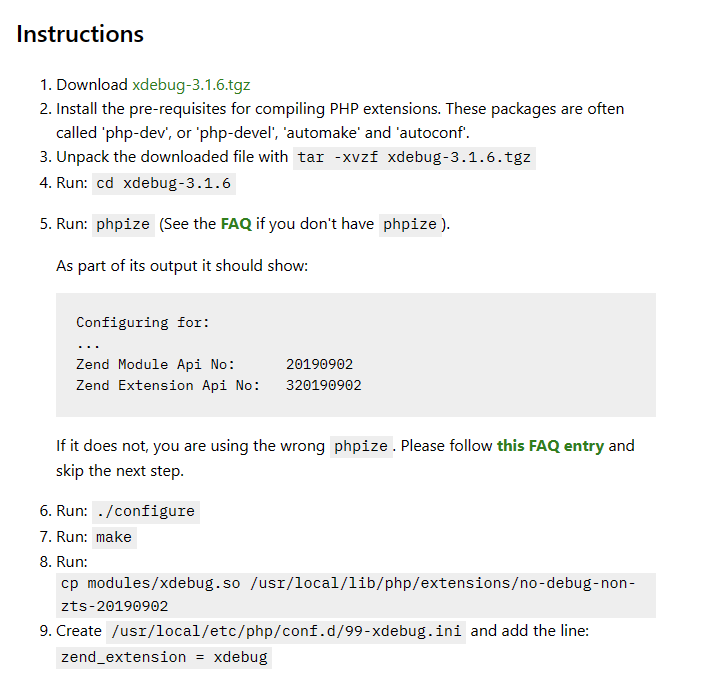 Instructions
1. Download xdebug-3.1.6.tgz
2. Install the pre-requisites for compiling PHP extensions. These packages are often
called 'php-dev', or 'php-devel', 'automake' and 'autoconf'.
3. Unpack the downloaded file with tar -xvzf xdebug-3.1.6.tgz
4. Run: cd xdebug-3.1.6
5. Run: phpize (See the FAQ if you don't have phpize).
As part of its output it should show:
Configuring for:
...
Zend Module Api No:      20190902
Zend Extension Api No:   320190902
If it does not, you are using the wrong phpize. Please follow this FAQ entry and
skip the next step.
6. Run: ./configure
7. Run: make
8. Run:
cp modules/xdebug.so /usr/local/lib/php/extensions/no-debug-non-
zts-20190902
9. Create /usr/local/etc/php/conf.d/99-xdebug.ini and add the line:
zend_extension = xdebug